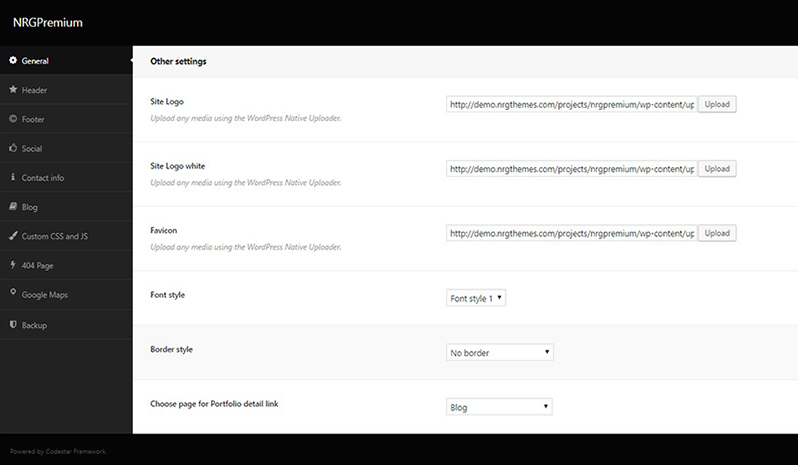 NRGPremium
General
Header
Footer
Social
Contact info
Blog
Custom CSS and JS
404 Page
Google Maps
Backup
Other settings
Site Logo
Upload any media using the WordPress Native Uploader.
http://demo.nrgthemes.com/projects/nrgpremium/wp-content/up
Upload
Site Logo white
Upload any media using the WordPress Native Uploader.
http://demo.nrgthemes.com/projects/nrgpremium/wp-content/up
Upload
Favicon
Upload any media using the WordPress Native Uploader.
http://demo.nrgthemes.com/projects/nrgpremium/wp-content/up
Upload
Font style
Font style 1
Border style
No border
Choose page for Portfolio detail link
Blog
Powered by Codestar Framework.